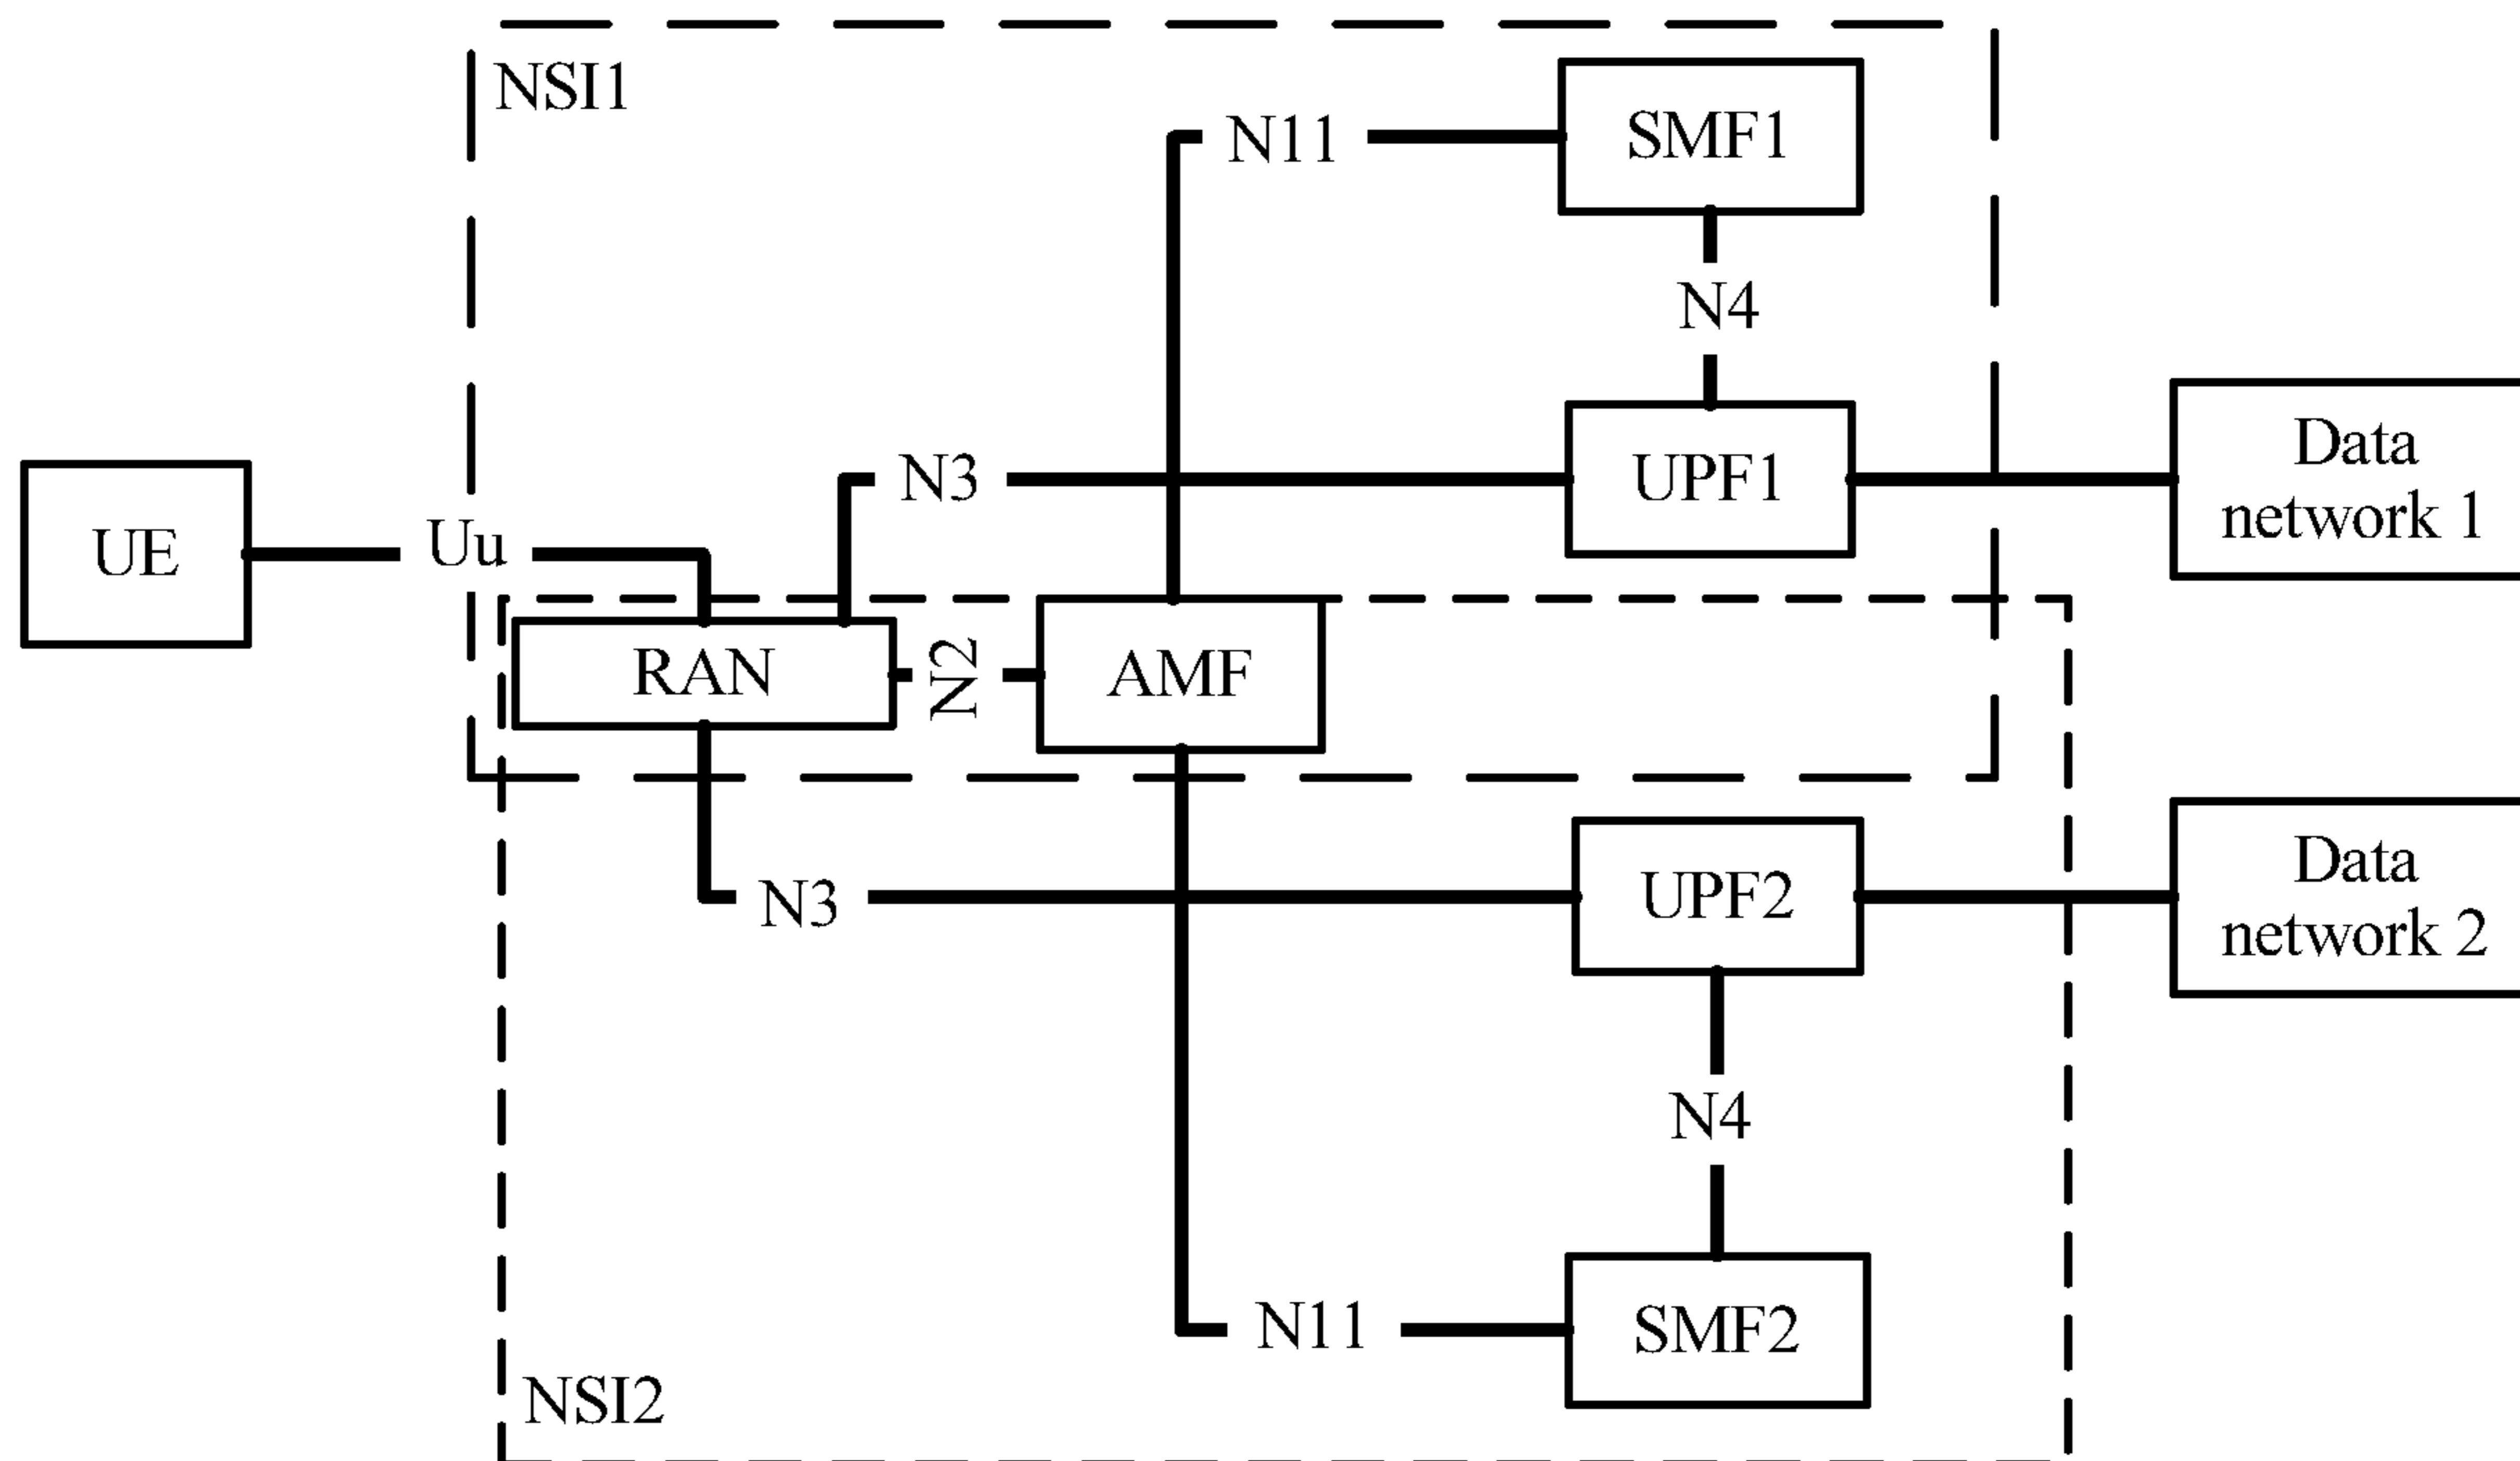 NSI1
N11
SMF1
N4
N3
UPF1
Data
network 1
UE
Uu
RAN
N2
AMF
N3
UPF2
Data
network 2
N4
N11
SMF2
NSI2